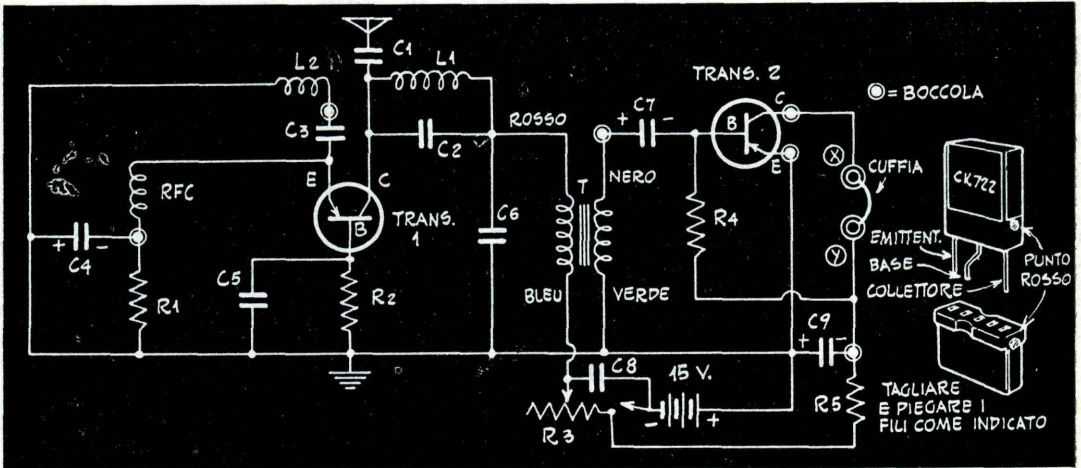 C1
L2
L1
C3
C2
ROSSO
RFC
E
C
B
TRANS.
1
C4
+ -
R1
C5
R2
C6
T
BLEU
NERO
VERDE
+ C7 -
TRANS. 2
B
C
E
R4
= BOCCOLA
X
CUFFIA
Y
CK722
EMITTENT.
BASE
COLLETTORE
PUNTO
ROSSO
C8
15 V.
- +
R3
C9
+ -
R5
TAGLIARE
E PIEGARE I
FILI COME INDICATO